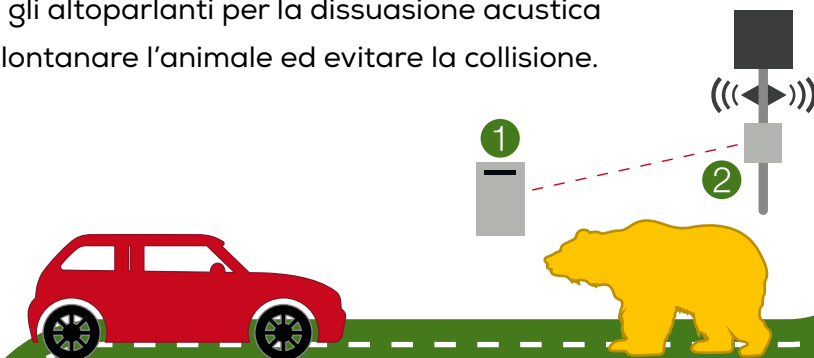 gli altoparlanti per la dissuasione acustica
lontanare l’animale ed evitare la collisione.
1
2